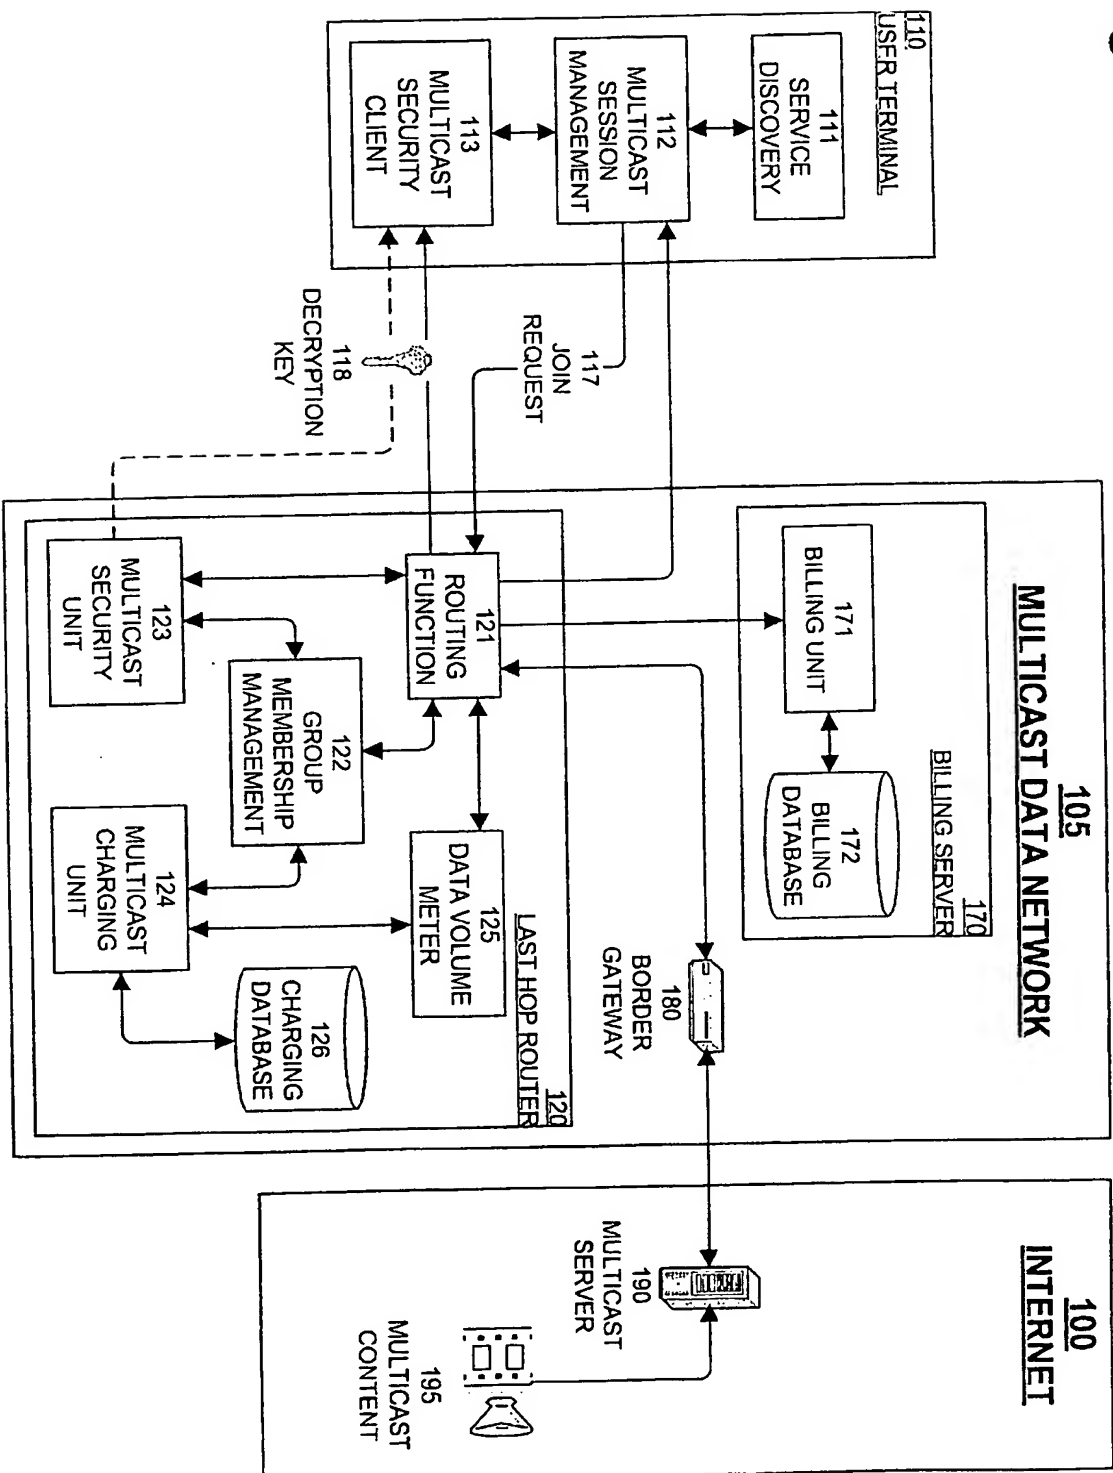 110
USER TERMINAL
111
SERVICE
DISCOVERY
112
MULTICAST
SESSION
MANAGEMENT
113
MULTICAST
SECURITY
CLIENT
117
JOIN
REQUEST
118
DECRYPTION
KEY
105
MULTICAST DATA NETWORK
170
BILLING SERVER
171
BILLING UNIT
172
BILLING
DATABASE
120
LAST HOP ROUTER
121
ROUTING
FUNCTION
122
GROUP
MEMBERSHIP
MANAGEMENT
123
MULTICAST
SECURITY
UNIT
124
MULTICAST
CHARGING
UNIT
125
DATA VOLUME
METER
126
CHARGING
DATABASE
180
BORDER
GATEWAY
100
INTERNET
190
MULTICAST
SERVER
195
MULTICAST
CONTENT